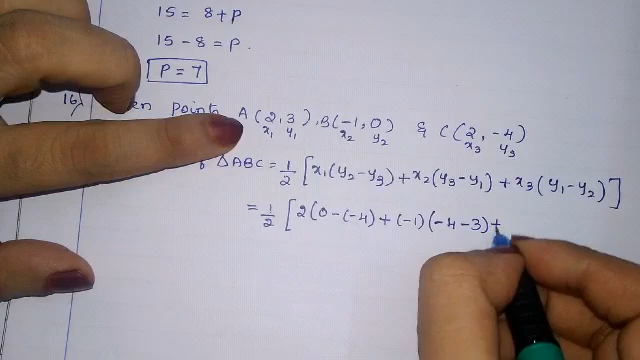 15 = 8 + P
15 - 8 = P.
P = 7
16) en points A(2,3), B(-1,0) & C(2,-4)
x₁ y₁ x₂ y₂ x₃ y₃
ΔABC = 1/2 [x₁(y₂-y₃) + x₂(y₃-y₁) + x₃(y₁-y₂)]
= 1/2 [2(0-(-4) + (-1)(-4-3) +